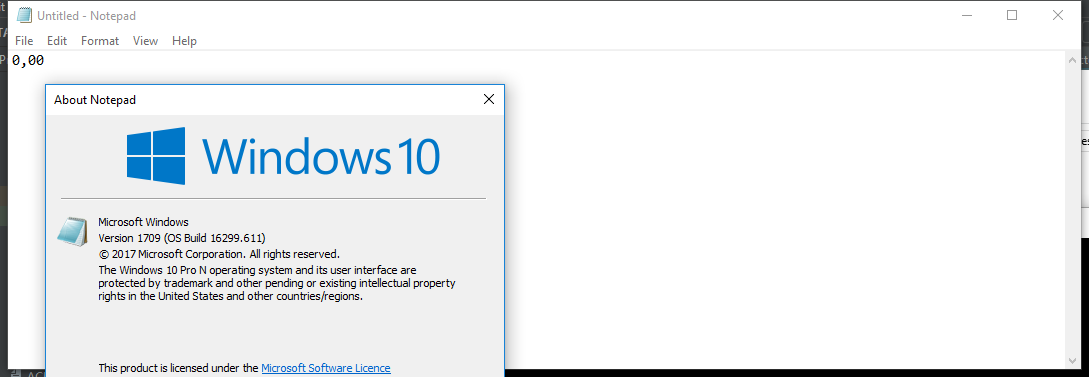 Untitled - Notepad
File Edit Format View Help
0,00
About Notepad
Windows 10
Microsoft Windows
Version 1709 (OS Build 16299.611)
© 2017 Microsoft Corporation. All rights reserved.
The Windows 10 Pro N operating system and its user interface are
protected by trademark and other pending or existing intellectual property
rights in the United States and other countries/regions.
This product is licensed under the Microsoft Software Licence